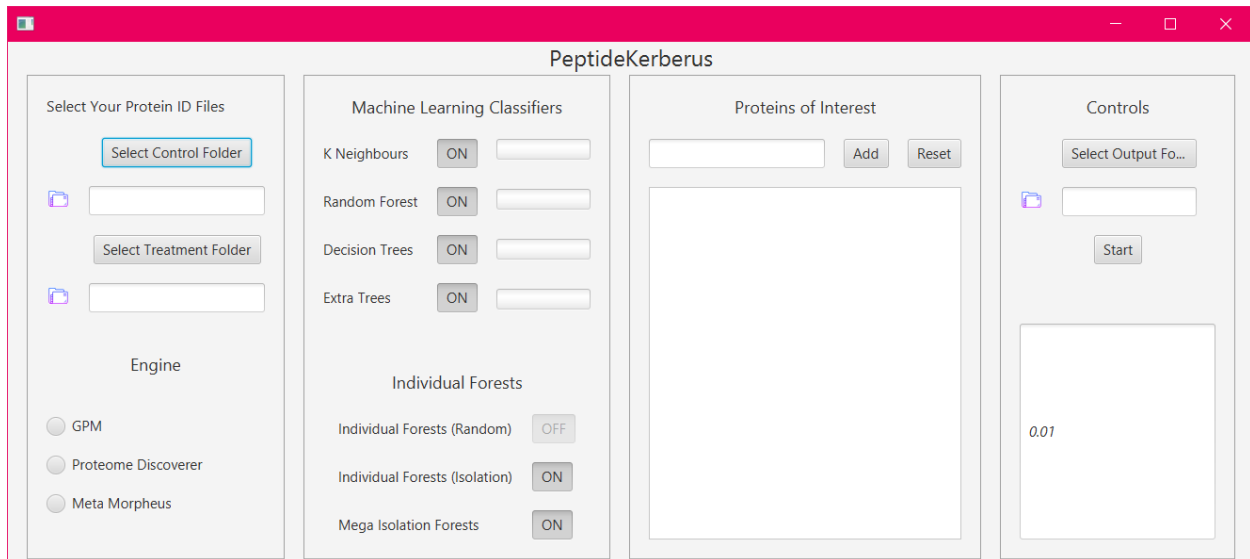 PeptideKerberus
Select Your Protein ID Files
Select Control Folder
Select Treatment Folder
Engine
GPM
Proteome Discoverer
Meta Morpheus
Machine Learning Classifiers
K Neighbours ON
Random Forest ON
Decision Trees ON
Extra Trees ON
Individual Forests
Individual Forests (Random) OFF
Individual Forests (Isolation) ON
Mega Isolation Forests ON
Proteins of Interest
Add Reset
Controls
Select Output Fo...
Start
0.01